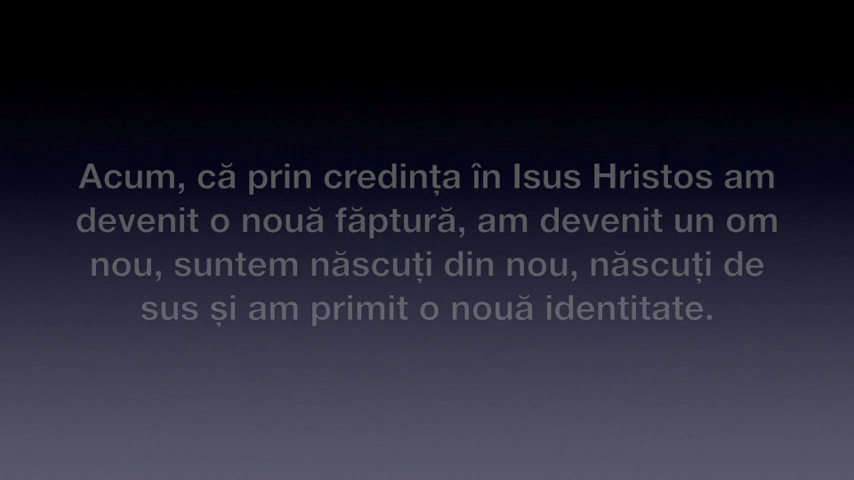 Acum, că prin credința în Isus Hristos am
devenit o nouă făptură, am devenit un om
nou, suntem născuți din nou, născuți de
sus și am primit o nouă identitate.